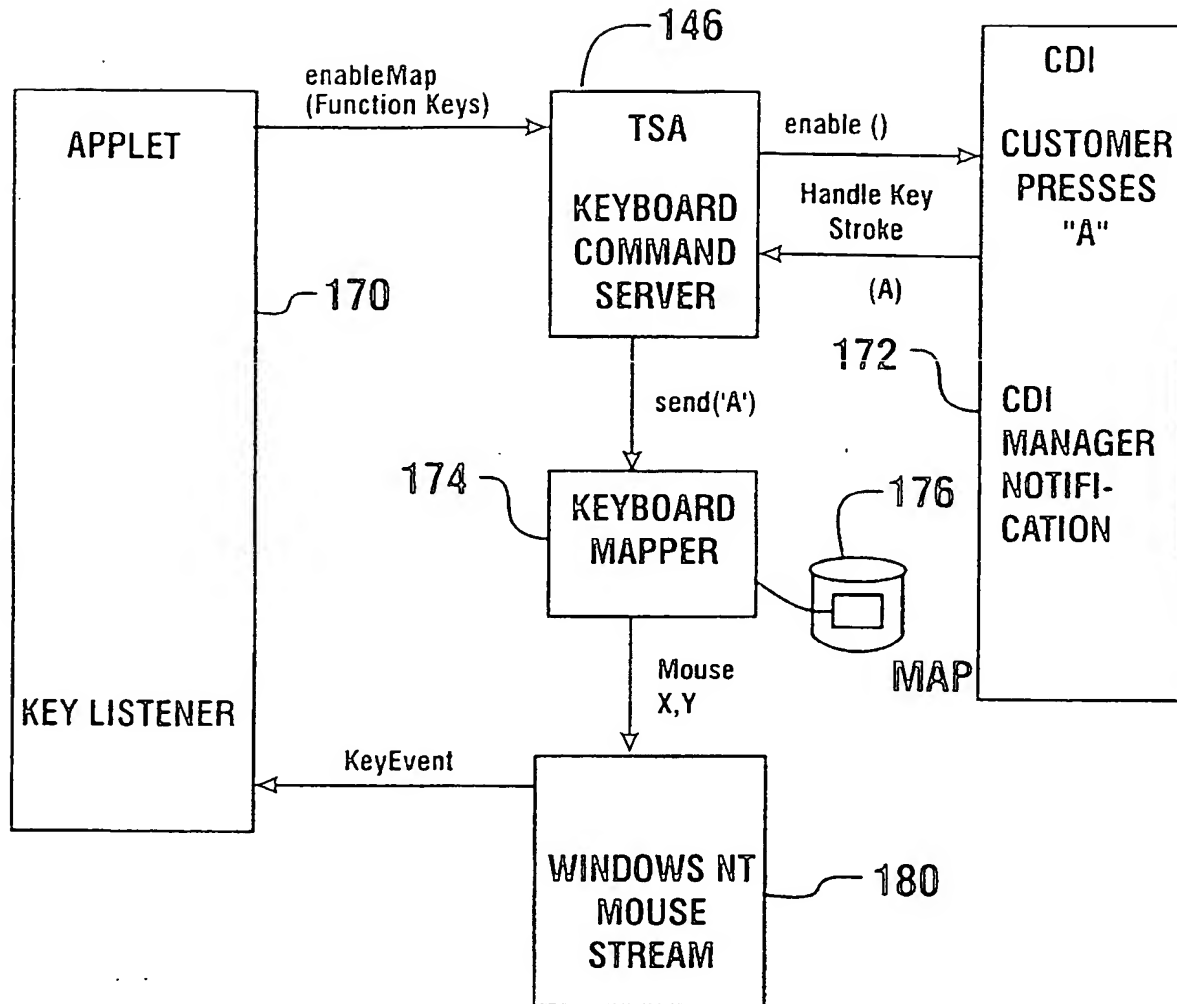 146
enableMap
(Function Keys)
APPLET
170
KEY LISTENER
TSA
KEYBOARD
COMMAND
SERVER
enable ()
Handle Key
Stroke
(A)
CDI
CUSTOMER
PRESSES
"A"
172
CDI
MANAGER
NOTIFI-
CATION
send('A')
174
KEYBOARD
MAPPER
176
MAP
Mouse
X,Y
KeyEvent
WINDOWS NT
MOUSE
STREAM
180